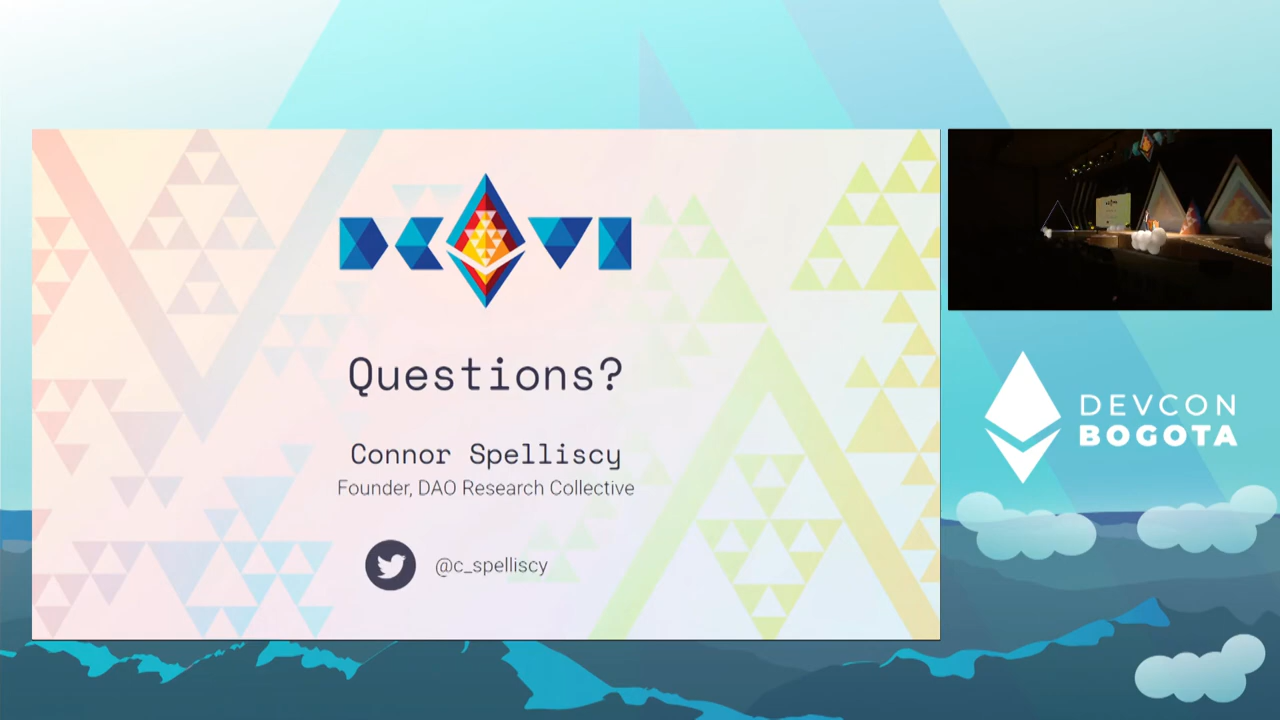 Questions?
Connor Spelliscy
Founder, DAO Research Collective
@c_spelliscy
DEVCON
BOGOTA